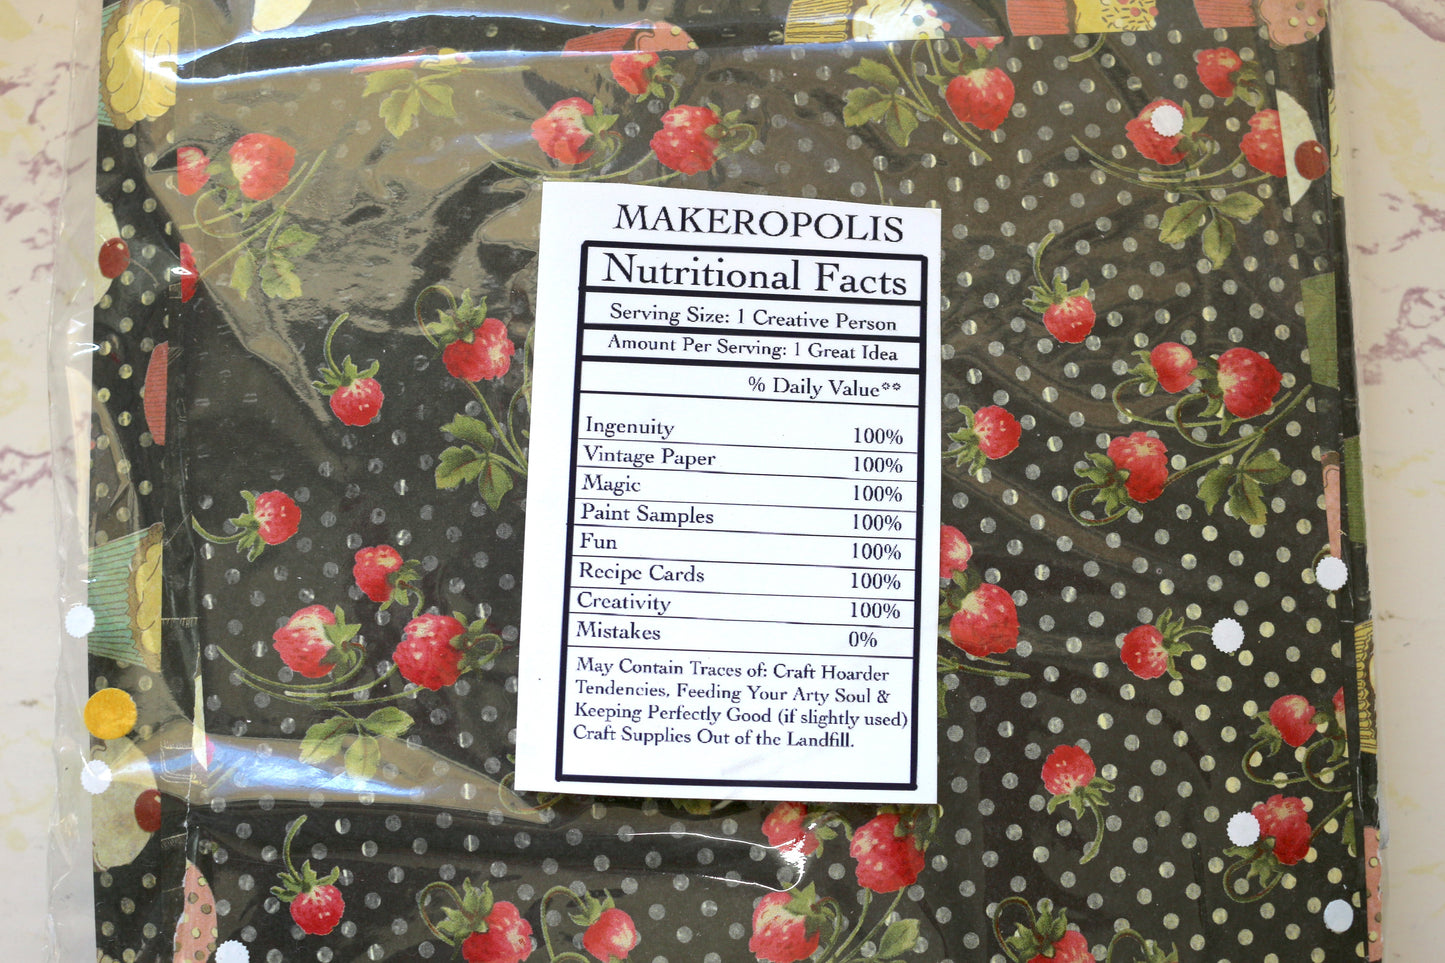 MAKEROPOLIS
Nutritional Facts
Serving Size: 1 Creative Person
Amount Per Serving: 1 Great Idea
% Daily Value**
Ingenuity 100%
Vintage Paper 100%
Magic 100%
Paint Samples 100%
Fun 100%
Recipe Cards 100%
Creativity 100%
Mistakes 0%
May Contain Traces of: Craft Hoarder
Tendencies, Feeding Your Arty Soul &
Keeping Perfectly Good (if slightly used)
Craft Supplies Out of the Landfill.